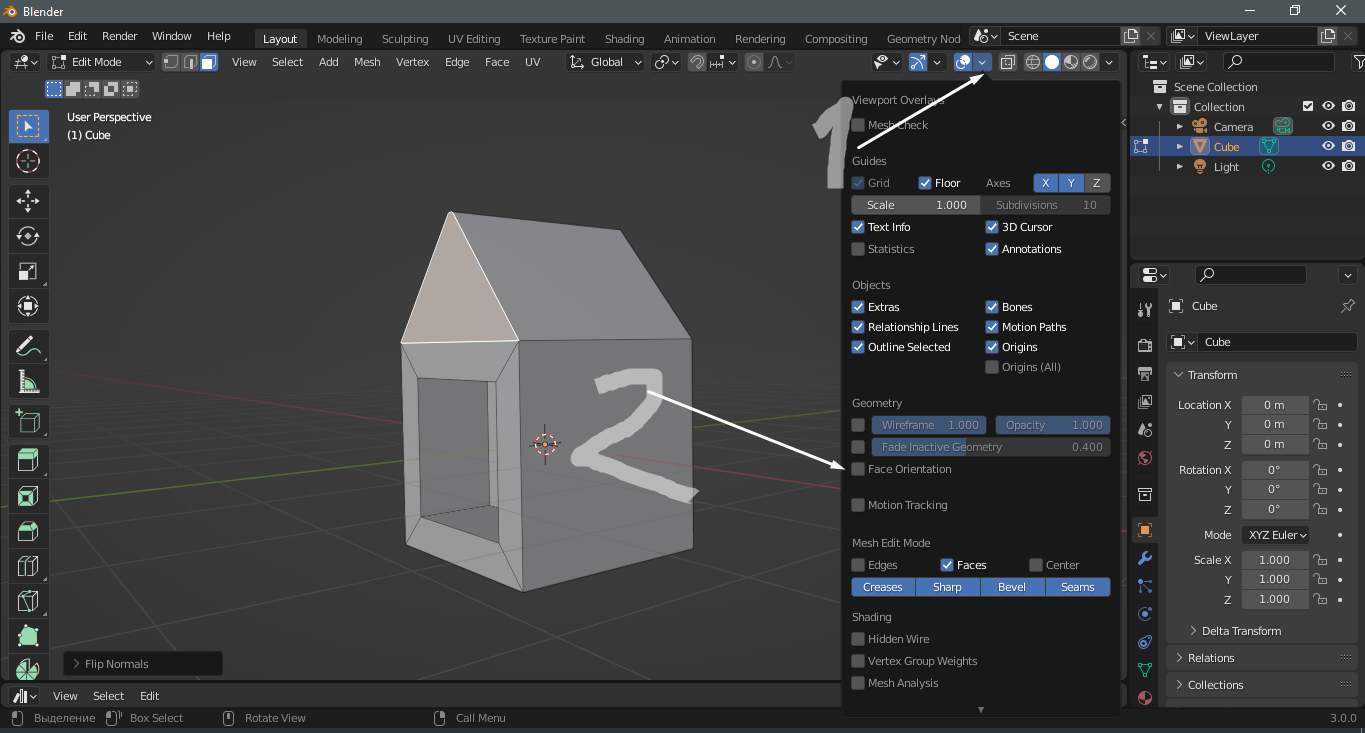 Blender
File Edit Render Window Help Layout Modeling Sculpting UV Editing Texture Paint Shading Animation Rendering Compositing Geometry Nod Scene ViewLayer
Edit Mode View Select Add Mesh Vertex Edge Face UV Global
User Perspective
(1) Cube
1
2
Viewport Overlays
Mesh Check
Guides
Grid Floor Axes X Y Z
Scale 1.000 Subdivisions 10
Text Info 3D Cursor
Statistics Annotations
Objects
Extras Bones
Relationship Lines Motion Paths
Outline Selected Origins
Origins (All)
Geometry
Wireframe 1.000 Opacity 1.000
Fade Inactive Geometry 0.400
Face Orientation
Motion Tracking
Mesh Edit Mode
Edges Faces Center
Creases Sharp Bevel Seams
Shading
Hidden Wire
Vertex Group Weights
Mesh Analysis
Scene Collection
Collection
Camera
Cube
Light
Cube
Cube
Transform
Location X 0 m
Y 0 m
Z 0 m
Rotation X 0°
Y 0°
Z 0°
Mode XYZ Euler
Scale X 1.000
Y 1.000
Z 1.000
Delta Transform
Relations
Collections
Flip Normals
View Select Edit
Выделение Box Select Rotate View Call Menu 3.0.0